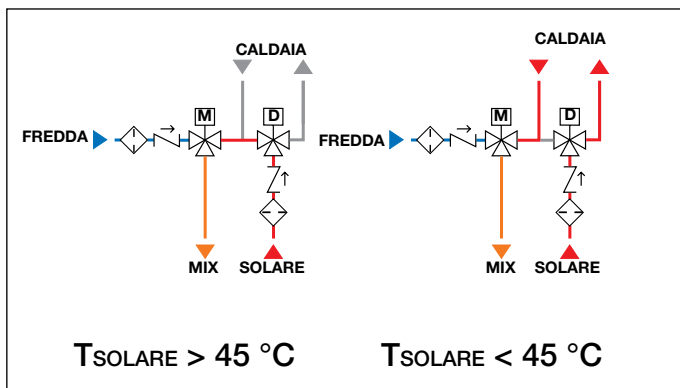 CALDAIA
M
D
FREDDA
MIX
SOLARE
TSOLARE > 45 °C
CALDAIA
M
D
FREDDA
MIX
SOLARE
TSOLARE < 45 °C